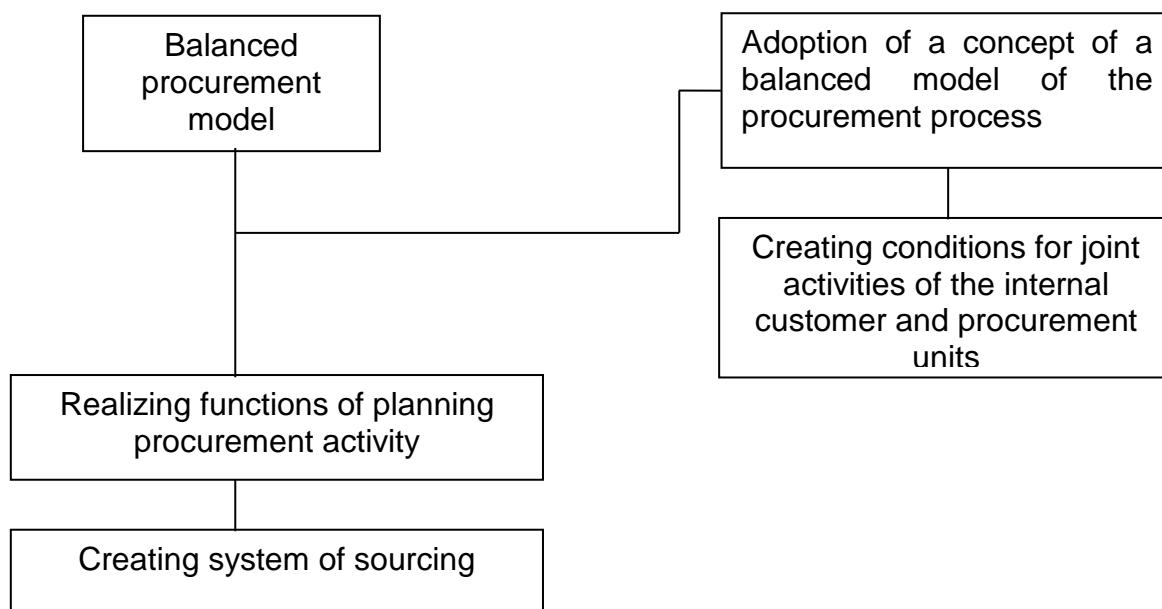 Balanced
procurement
model
Adoption of a concept of a
balanced model of the
procurement process
Creating conditions for joint
activities of the internal
customer and procurement
units
Realizing functions of planning
procurement activity
Creating system of sourcing